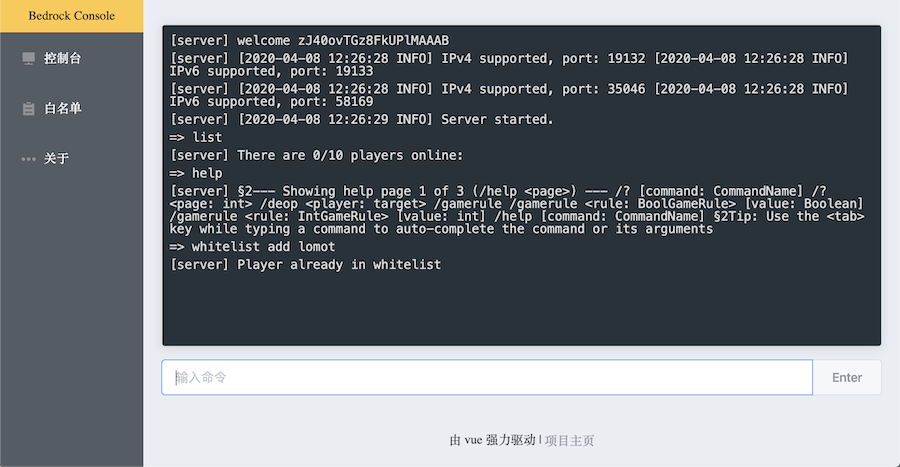 Bedrock Console
控制台
白名单
关于
[server] welcome zJ40ovTGz8FkUPlMAAAB
[server] [2020-04-08 12:26:28 INFO] IPv4 supported, port: 19132 [2020-04-08 12:26:28 INFO]
IPv6 supported, port: 19133
[server] [2020-04-08 12:26:28 INFO] IPv4 supported, port: 35046 [2020-04-08 12:26:28 INFO]
IPv6 supported, port: 58169
[server] [2020-04-08 12:26:29 INFO] Server started.
=> list
[server] There are 0/10 players online:
=> help
[server] §2--- Showing help page 1 of 3 (/help <page>) --- /? [command: CommandName] /?
<page: int> /deop <player: target> /gamerule /gamerule <rule: BoolGameRule> [value: Boolean]
/gamerule <rule: IntGameRule> [value: int] /help [command: CommandName] §2Tip: Use the <tab>
key while typing a command to auto-complete the command or its arguments
=> whitelist add lomot
[server] Player already in whitelist
输入命令
Enter
由 vue 强力驱动 | 项目主页